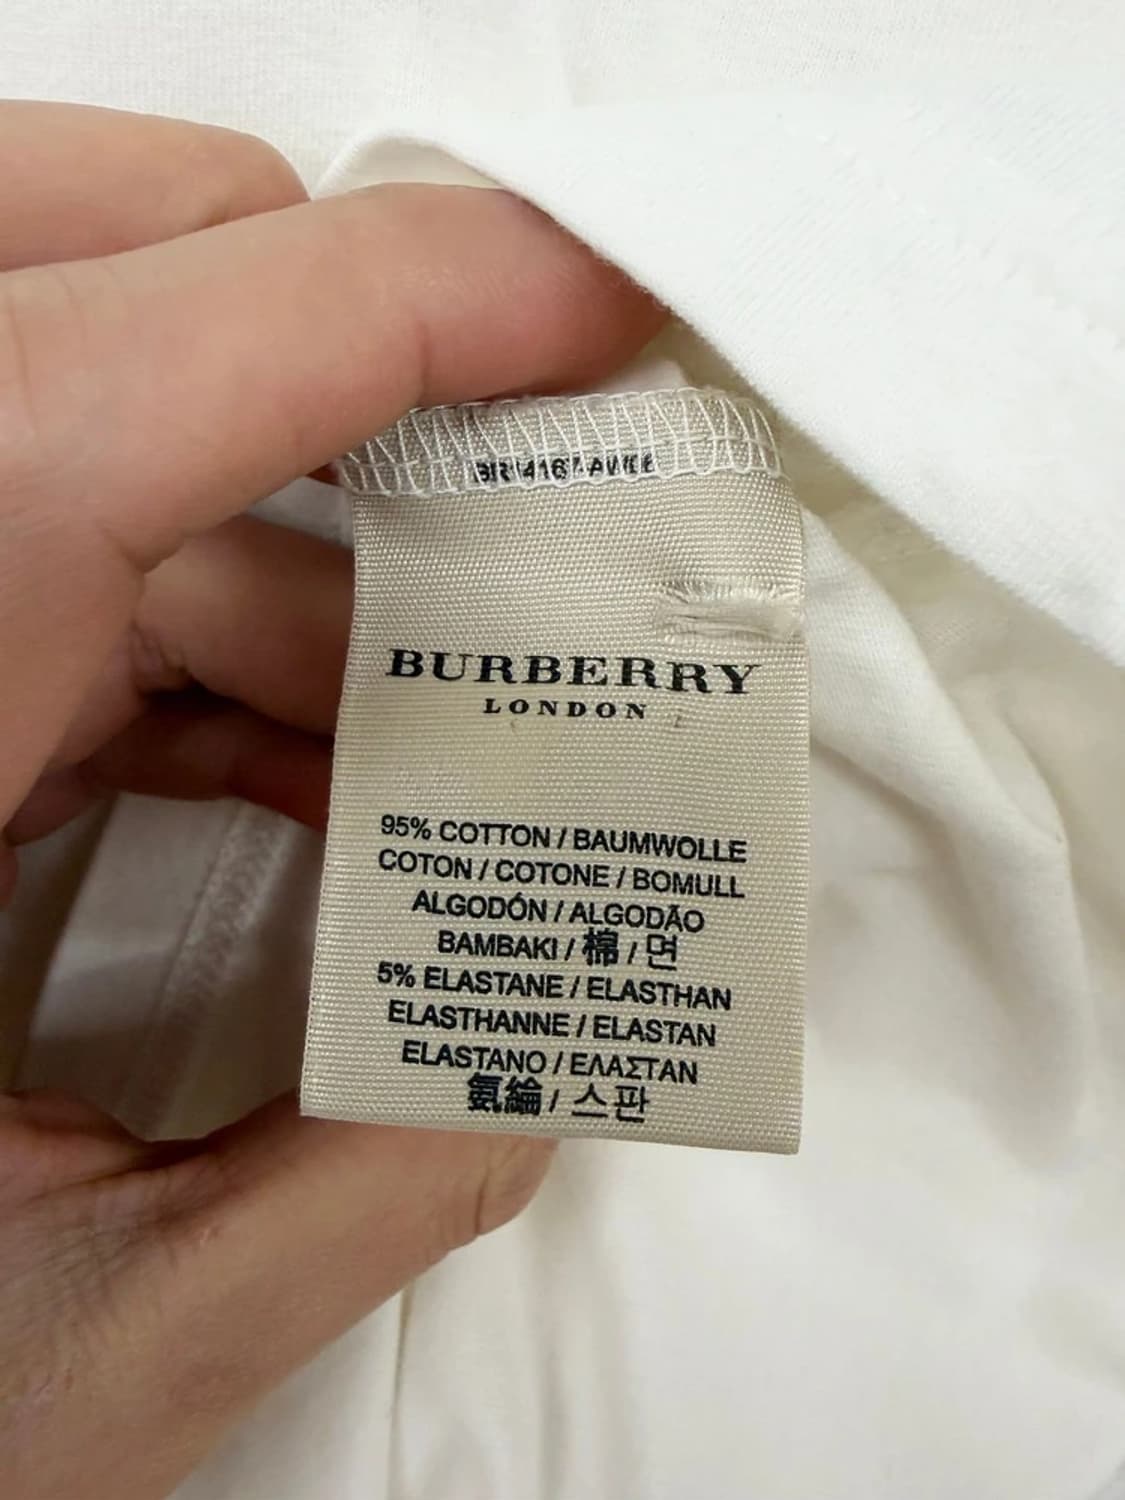 BURBERRY
LONDON
95% COTTON / BAUMWOLLE
COTON / COTONE / BOMULL
ALGODÓN / ALGODÃO
BAMBAKI / 棉 / 면
5% ELASTANE / ELASTHAN
ELASTHANNE / ELASTAN
ELASTANO / ΕΛΑΣΤΑΝ
氨綸 / 스판